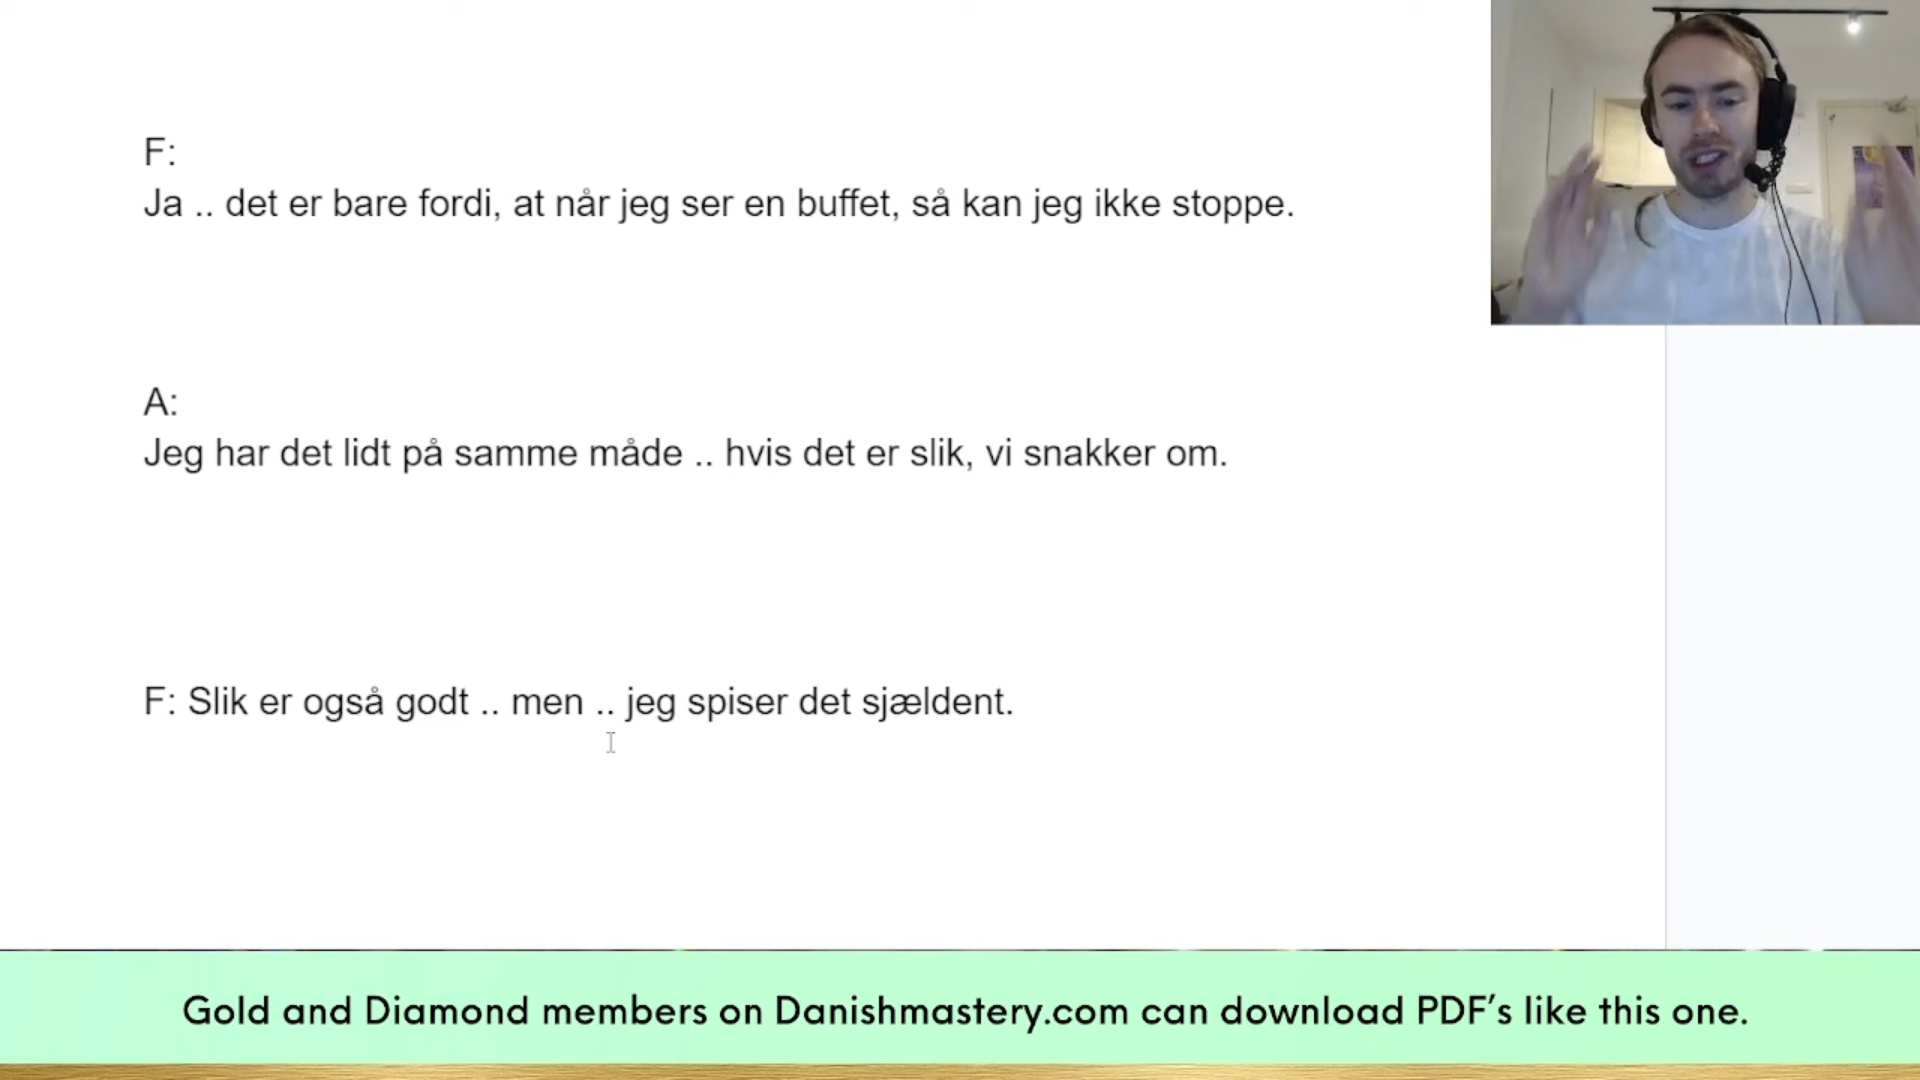 F:
Ja .. det er bare fordi, at når jeg ser en buffet, så kan jeg ikke stoppe.
A:
Jeg har det lidt på samme måde .. hvis det er slik, vi snakker om.
F: Slik er også godt .. men .. jeg spiser det sjældent.
Gold and Diamond members on Danishmastery.com can download PDF’s like this one.